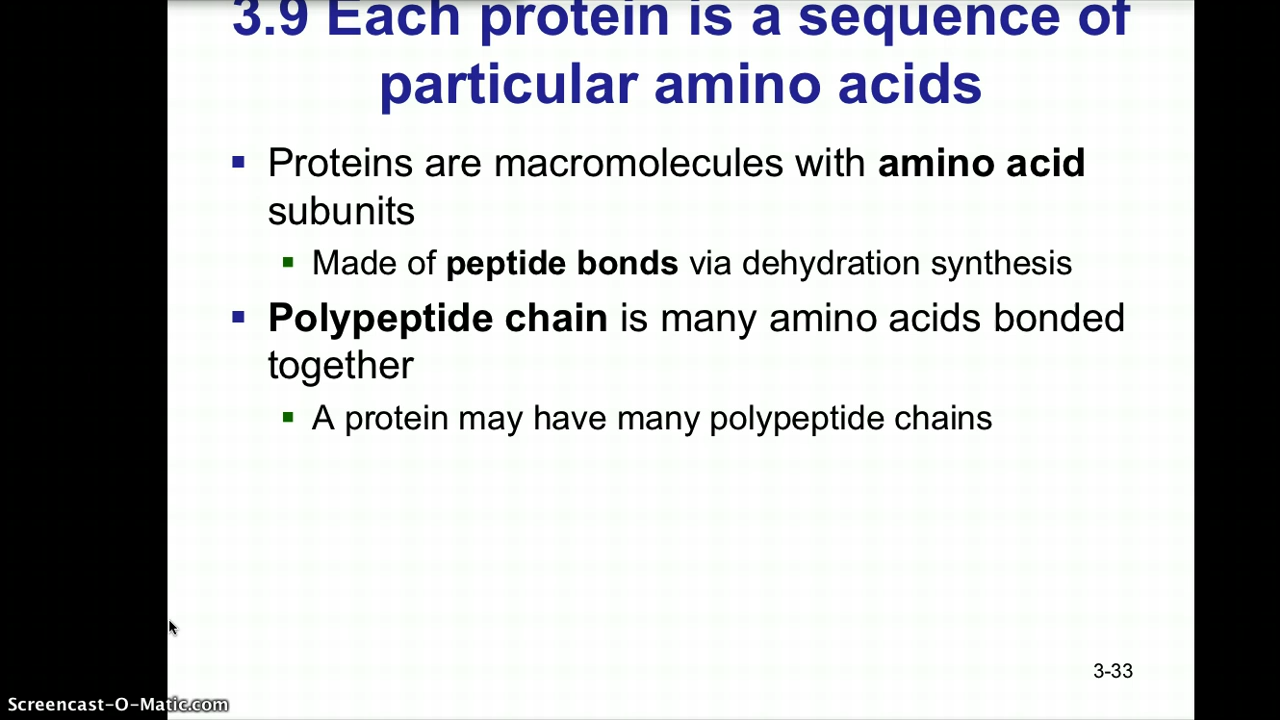 3.9 Each protein is a sequence of
particular amino acids
Proteins are macromolecules with amino acid
subunits
Made of peptide bonds via dehydration synthesis
Polypeptide chain is many amino acids bonded
together
A protein may have many polypeptide chains
3-33
Screencast-O-Matic.com